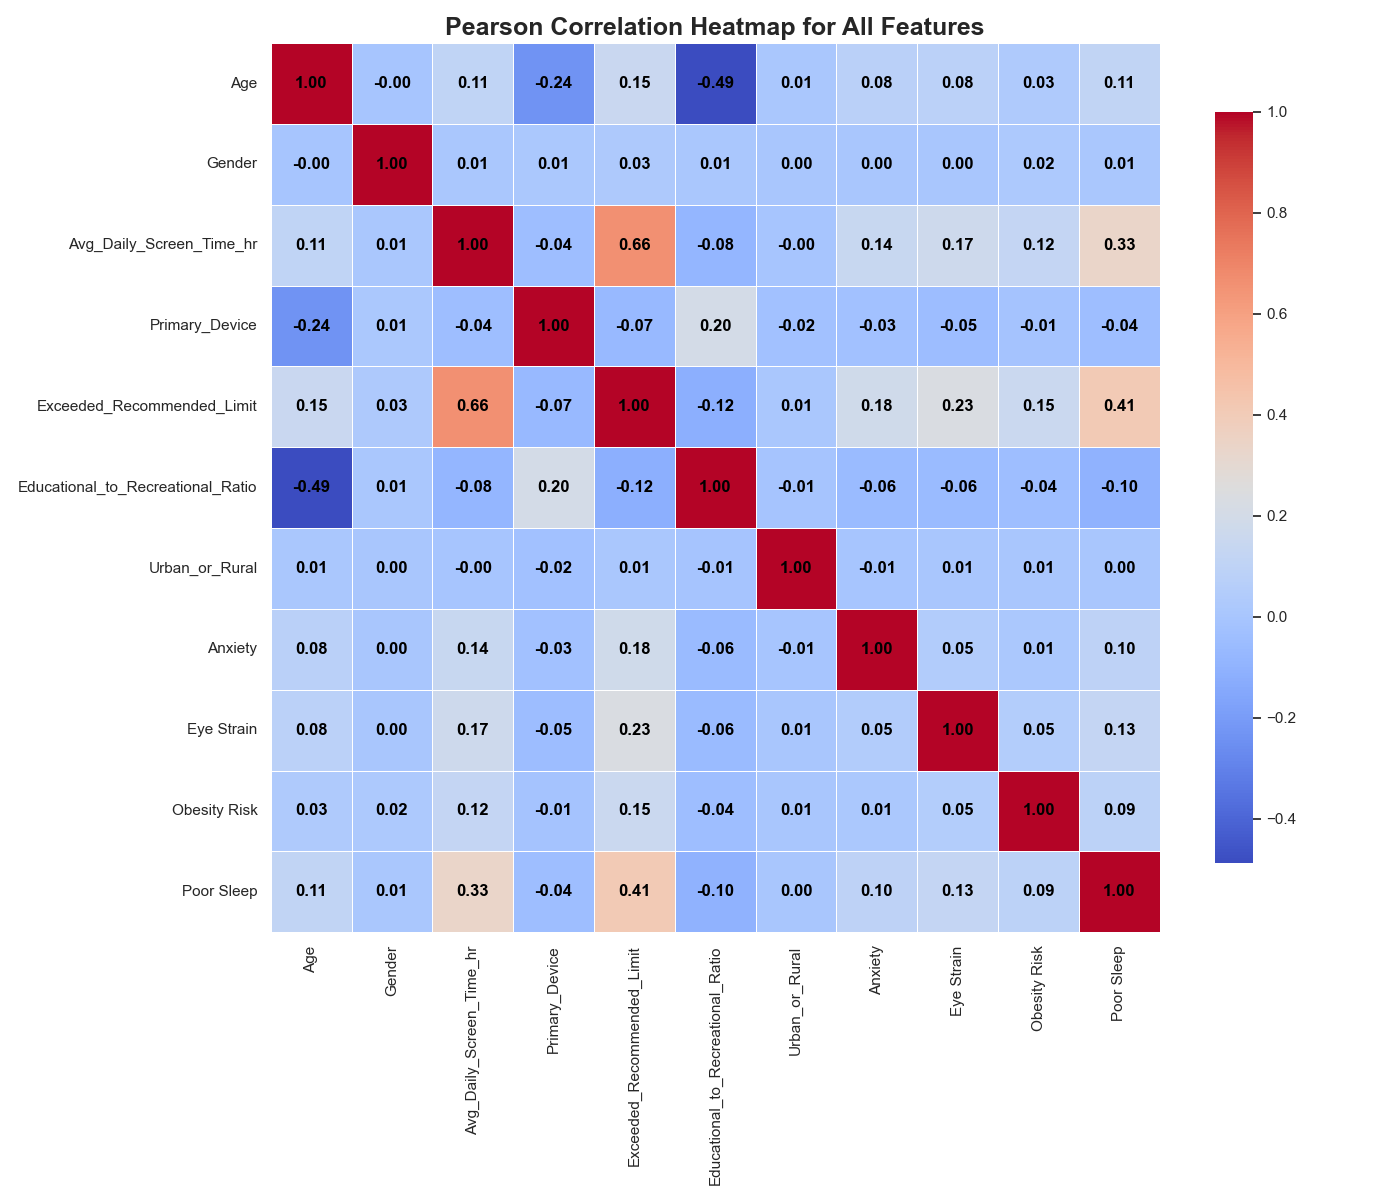 Pearson Correlation Heatmap for All Features
Age 1.00 -0.00 0.11 -0.24 0.15 -0.49 0.01 0.08 0.08 0.03 0.11
Gender -0.00 1.00 0.01 0.01 0.03 0.01 0.00 0.00 0.00 0.02 0.01
Avg_Daily_Screen_Time_hr 0.11 0.01 1.00 -0.04 0.66 -0.08 -0.00 0.14 0.17 0.12 0.33
Primary_Device -0.24 0.01 -0.04 1.00 -0.07 0.20 -0.02 -0.03 -0.05 -0.01 -0.04
Exceeded_Recommended_Limit 0.15 0.03 0.66 -0.07 1.00 -0.12 0.01 0.18 0.23 0.15 0.41
Educational_to_Recreational_Ratio -0.49 0.01 -0.08 0.20 -0.12 1.00 -0.01 -0.06 -0.06 -0.04 -0.10
Urban_or_Rural 0.01 0.00 -0.00 -0.02 0.01 -0.01 1.00 -0.01 0.01 0.01 0.00
Anxiety 0.08 0.00 0.14 -0.03 0.18 -0.06 -0.01 1.00 0.05 0.01 0.10
Eye Strain 0.08 0.00 0.17 -0.05 0.23 -0.06 0.01 0.05 1.00 0.05 0.13
Obesity Risk 0.03 0.02 0.12 -0.01 0.15 -0.04 0.01 0.01 0.05 1.00 0.09
Poor Sleep 0.11 0.01 0.33 -0.04 0.41 -0.10 0.00 0.10 0.13 0.09 1.00
Age
Gender
Avg_Daily_Screen_Time_hr
Primary_Device
Exceeded_Recommended_Limit
Educational_to_Recreational_Ratio
Urban_or_Rural
Anxiety
Eye Strain
Obesity Risk
Poor Sleep
1.0
0.8
0.6
0.4
0.2
0.0
−0.2
−0.4